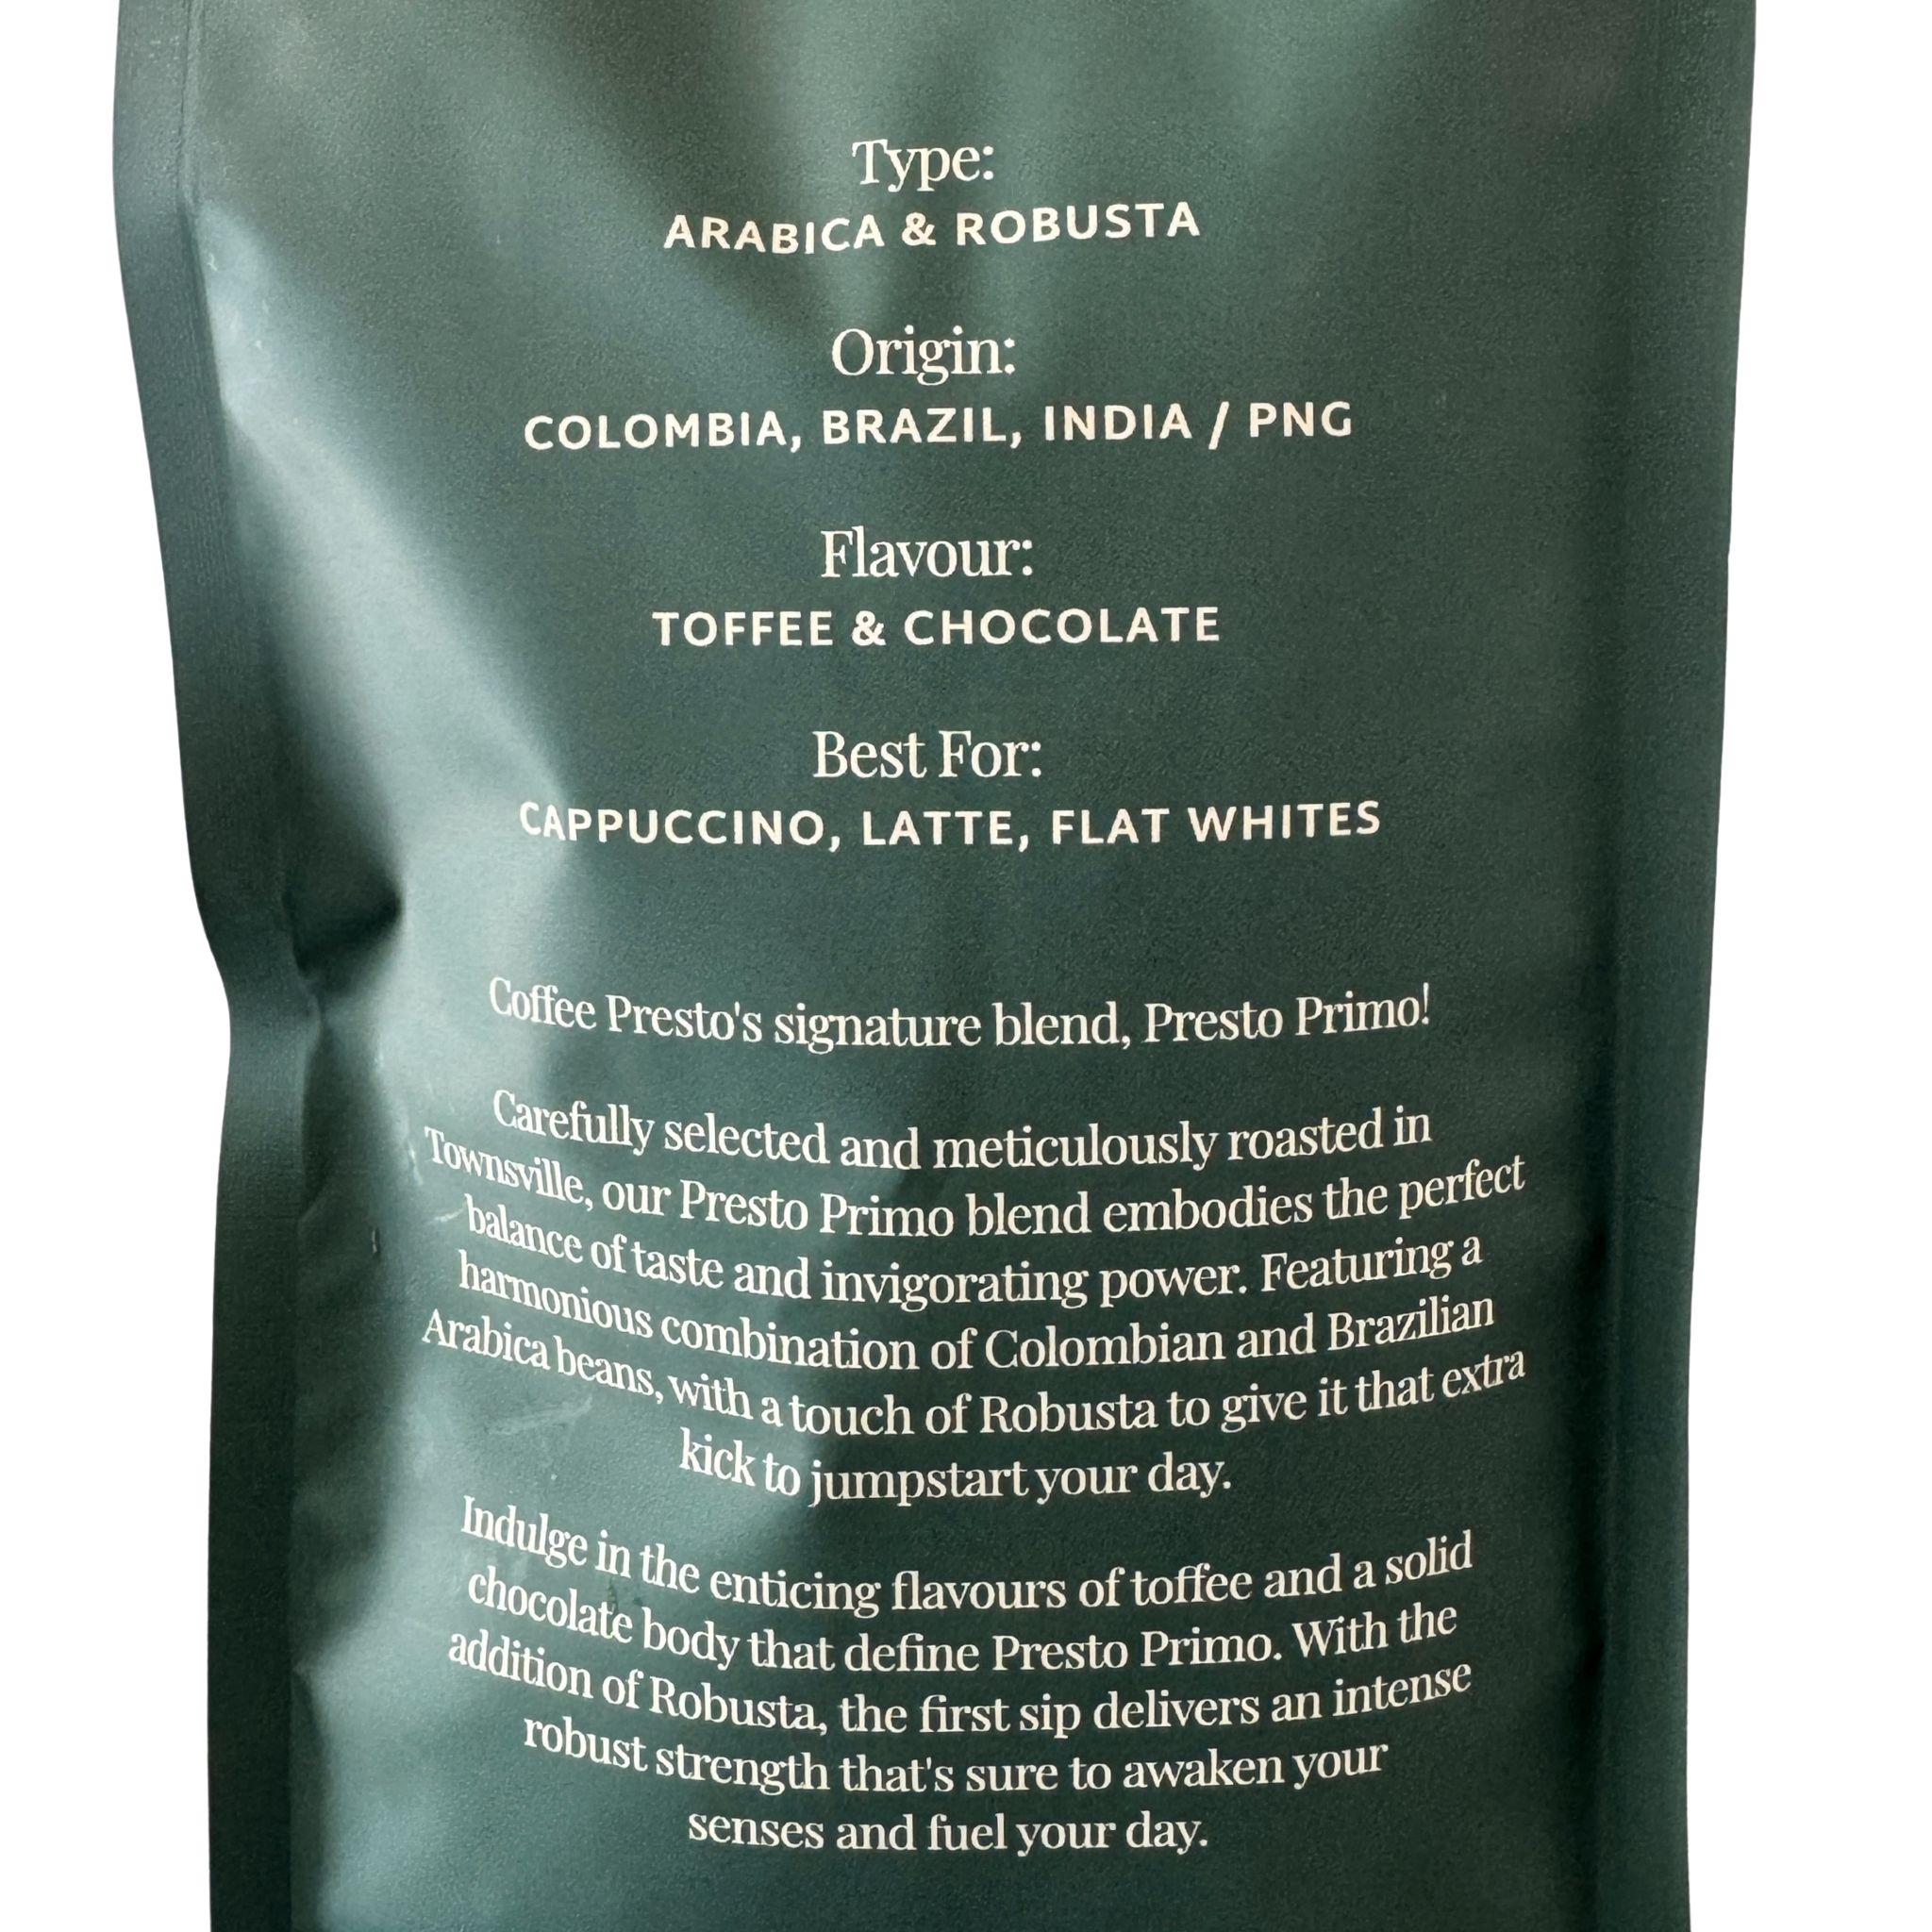 Type:
ARABICA & ROBUSTA
Origin:
COLOMBIA, BRAZIL, INDIA / PNG
Flavour:
TOFFEE & CHOCOLATE
Best For:
CAPPUCCINO, LATTE, FLAT WHITES
Coffee Presto's signature blend, Presto Primo!
Carefully selected and meticulously roasted in
Townsville, our Presto Primo blend embodies the perfect
balance of taste and invigorating power. Featuring a
harmonious combination of Colombian and Brazilian
Arabica beans, with a touch of Robusta to give it that extra
kick to jumpstart your day.
Indulge in the enticing flavours of toffee and a solid
chocolate body that define Presto Primo. With the
addition of Robusta, the first sip delivers an intense
robust strength that's sure to awaken your
senses and fuel your day.